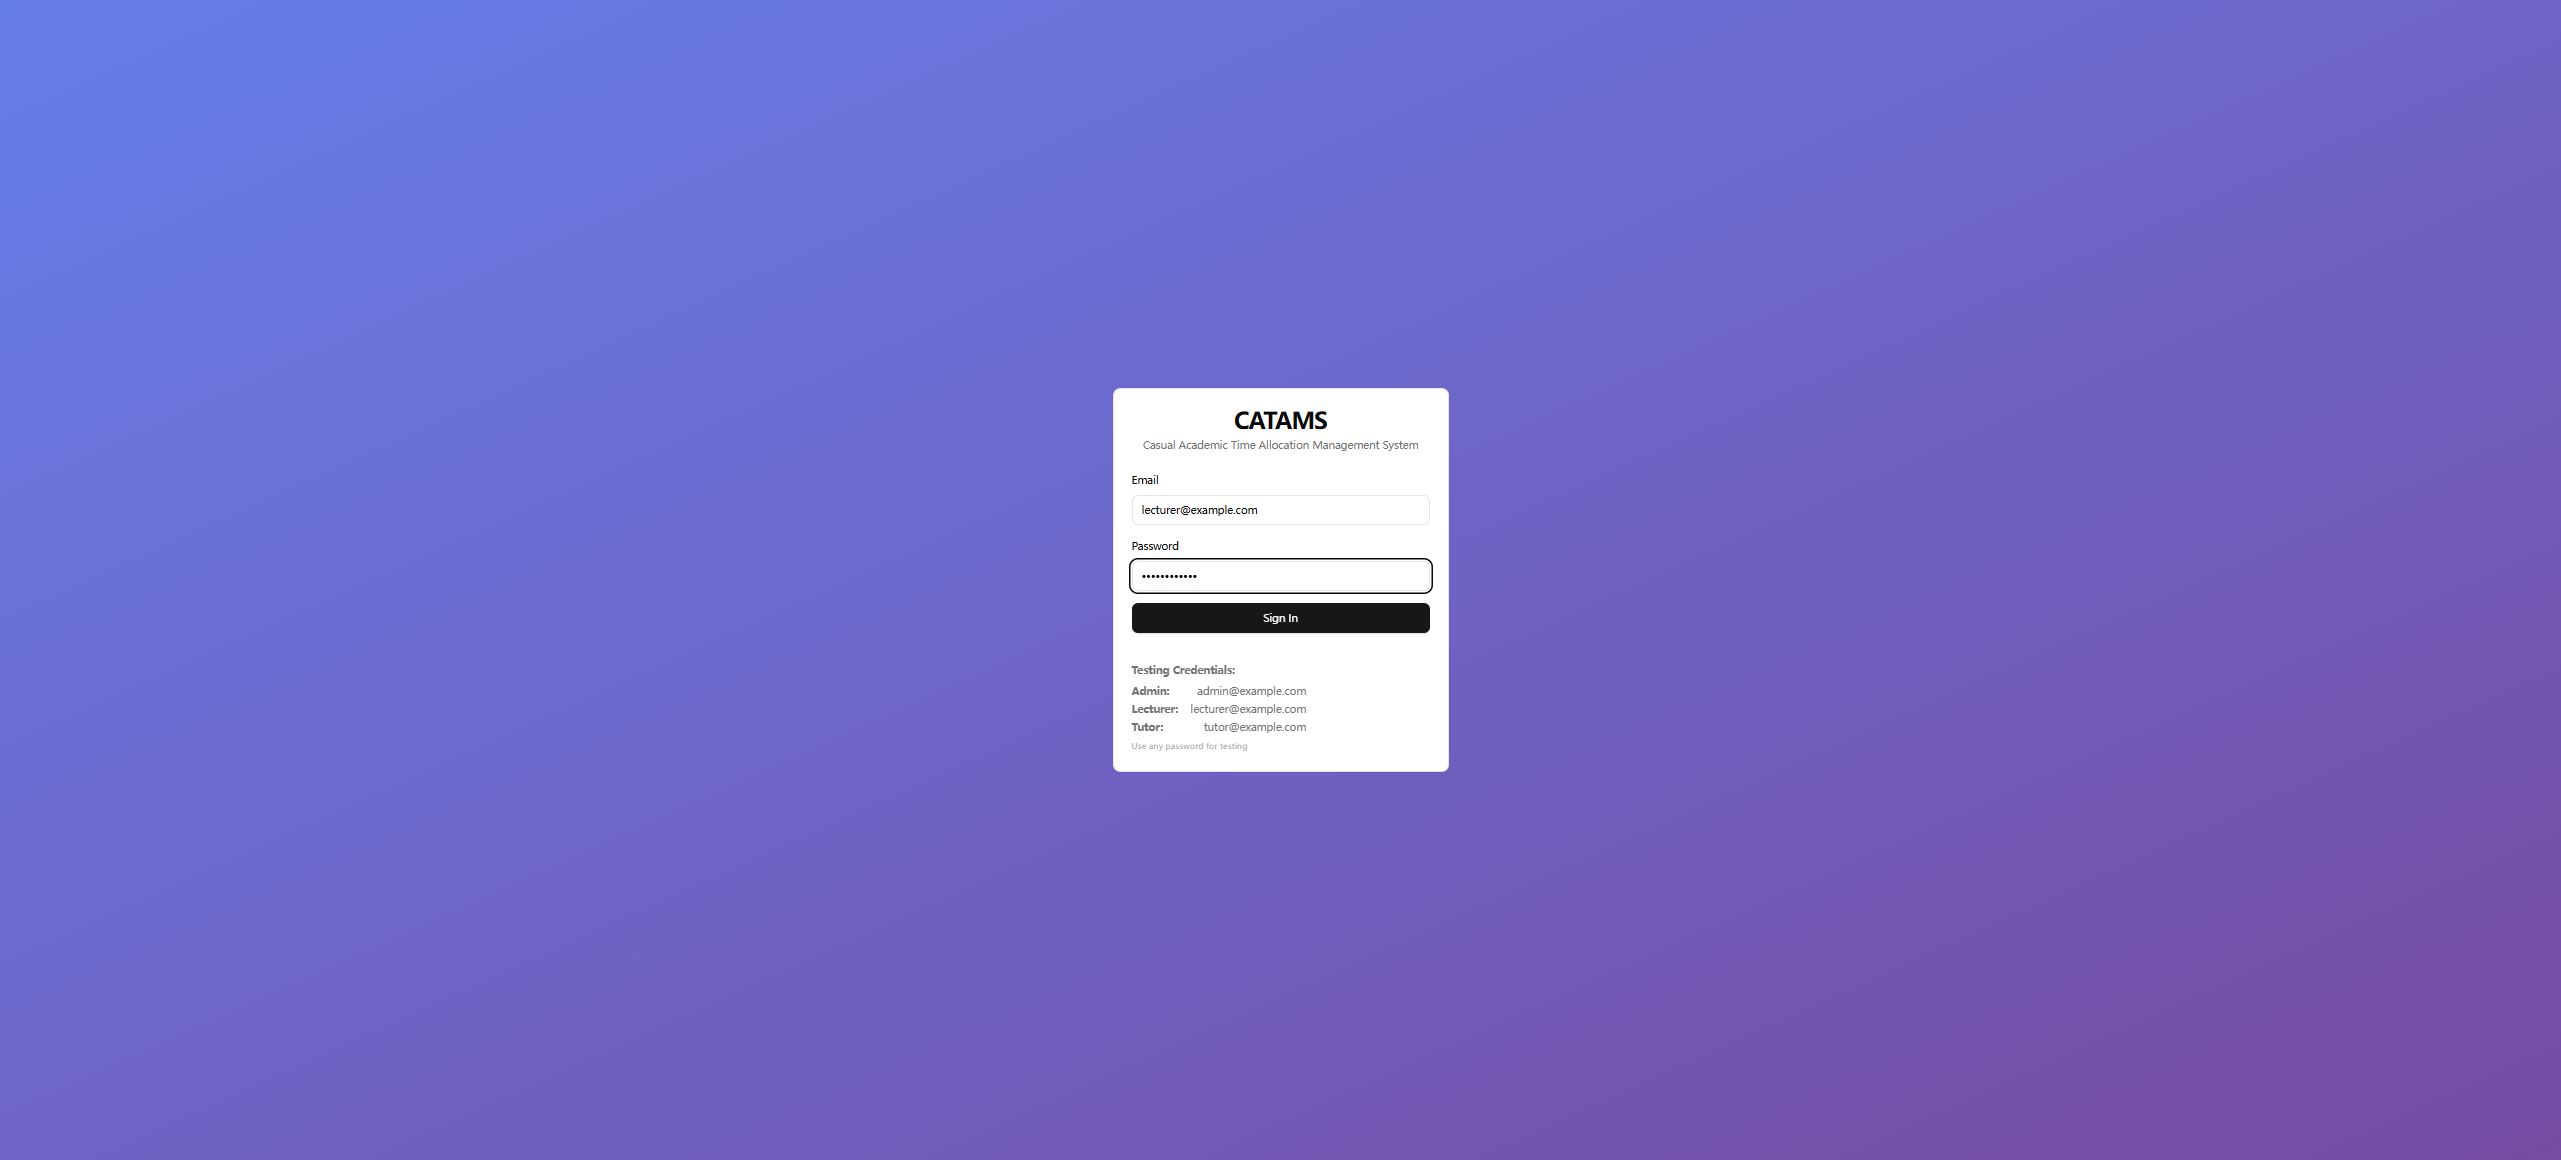 CATAMS
Casual Academic Time Allocation Management System
Email
lecturer@example.com
Password
••••••••••••
Sign In
Testing Credentials:
Admin: admin@example.com
Lecturer: lecturer@example.com
Tutor: tutor@example.com
Use any password for testing